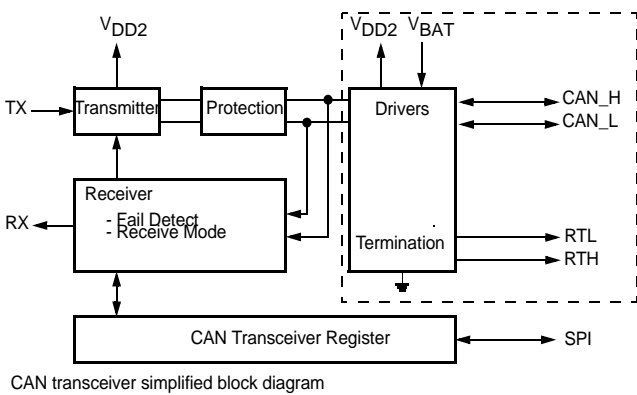 VDD2
VDD2
VBAT
TX
Transmitter
Protection
Drivers
CAN_H
CAN_L
Receiver
- Fail Detect
- Receive Mode
RX
Termination
RTL
RTH
CAN Transceiver Register
SPI
CAN transceiver simplified block diagram